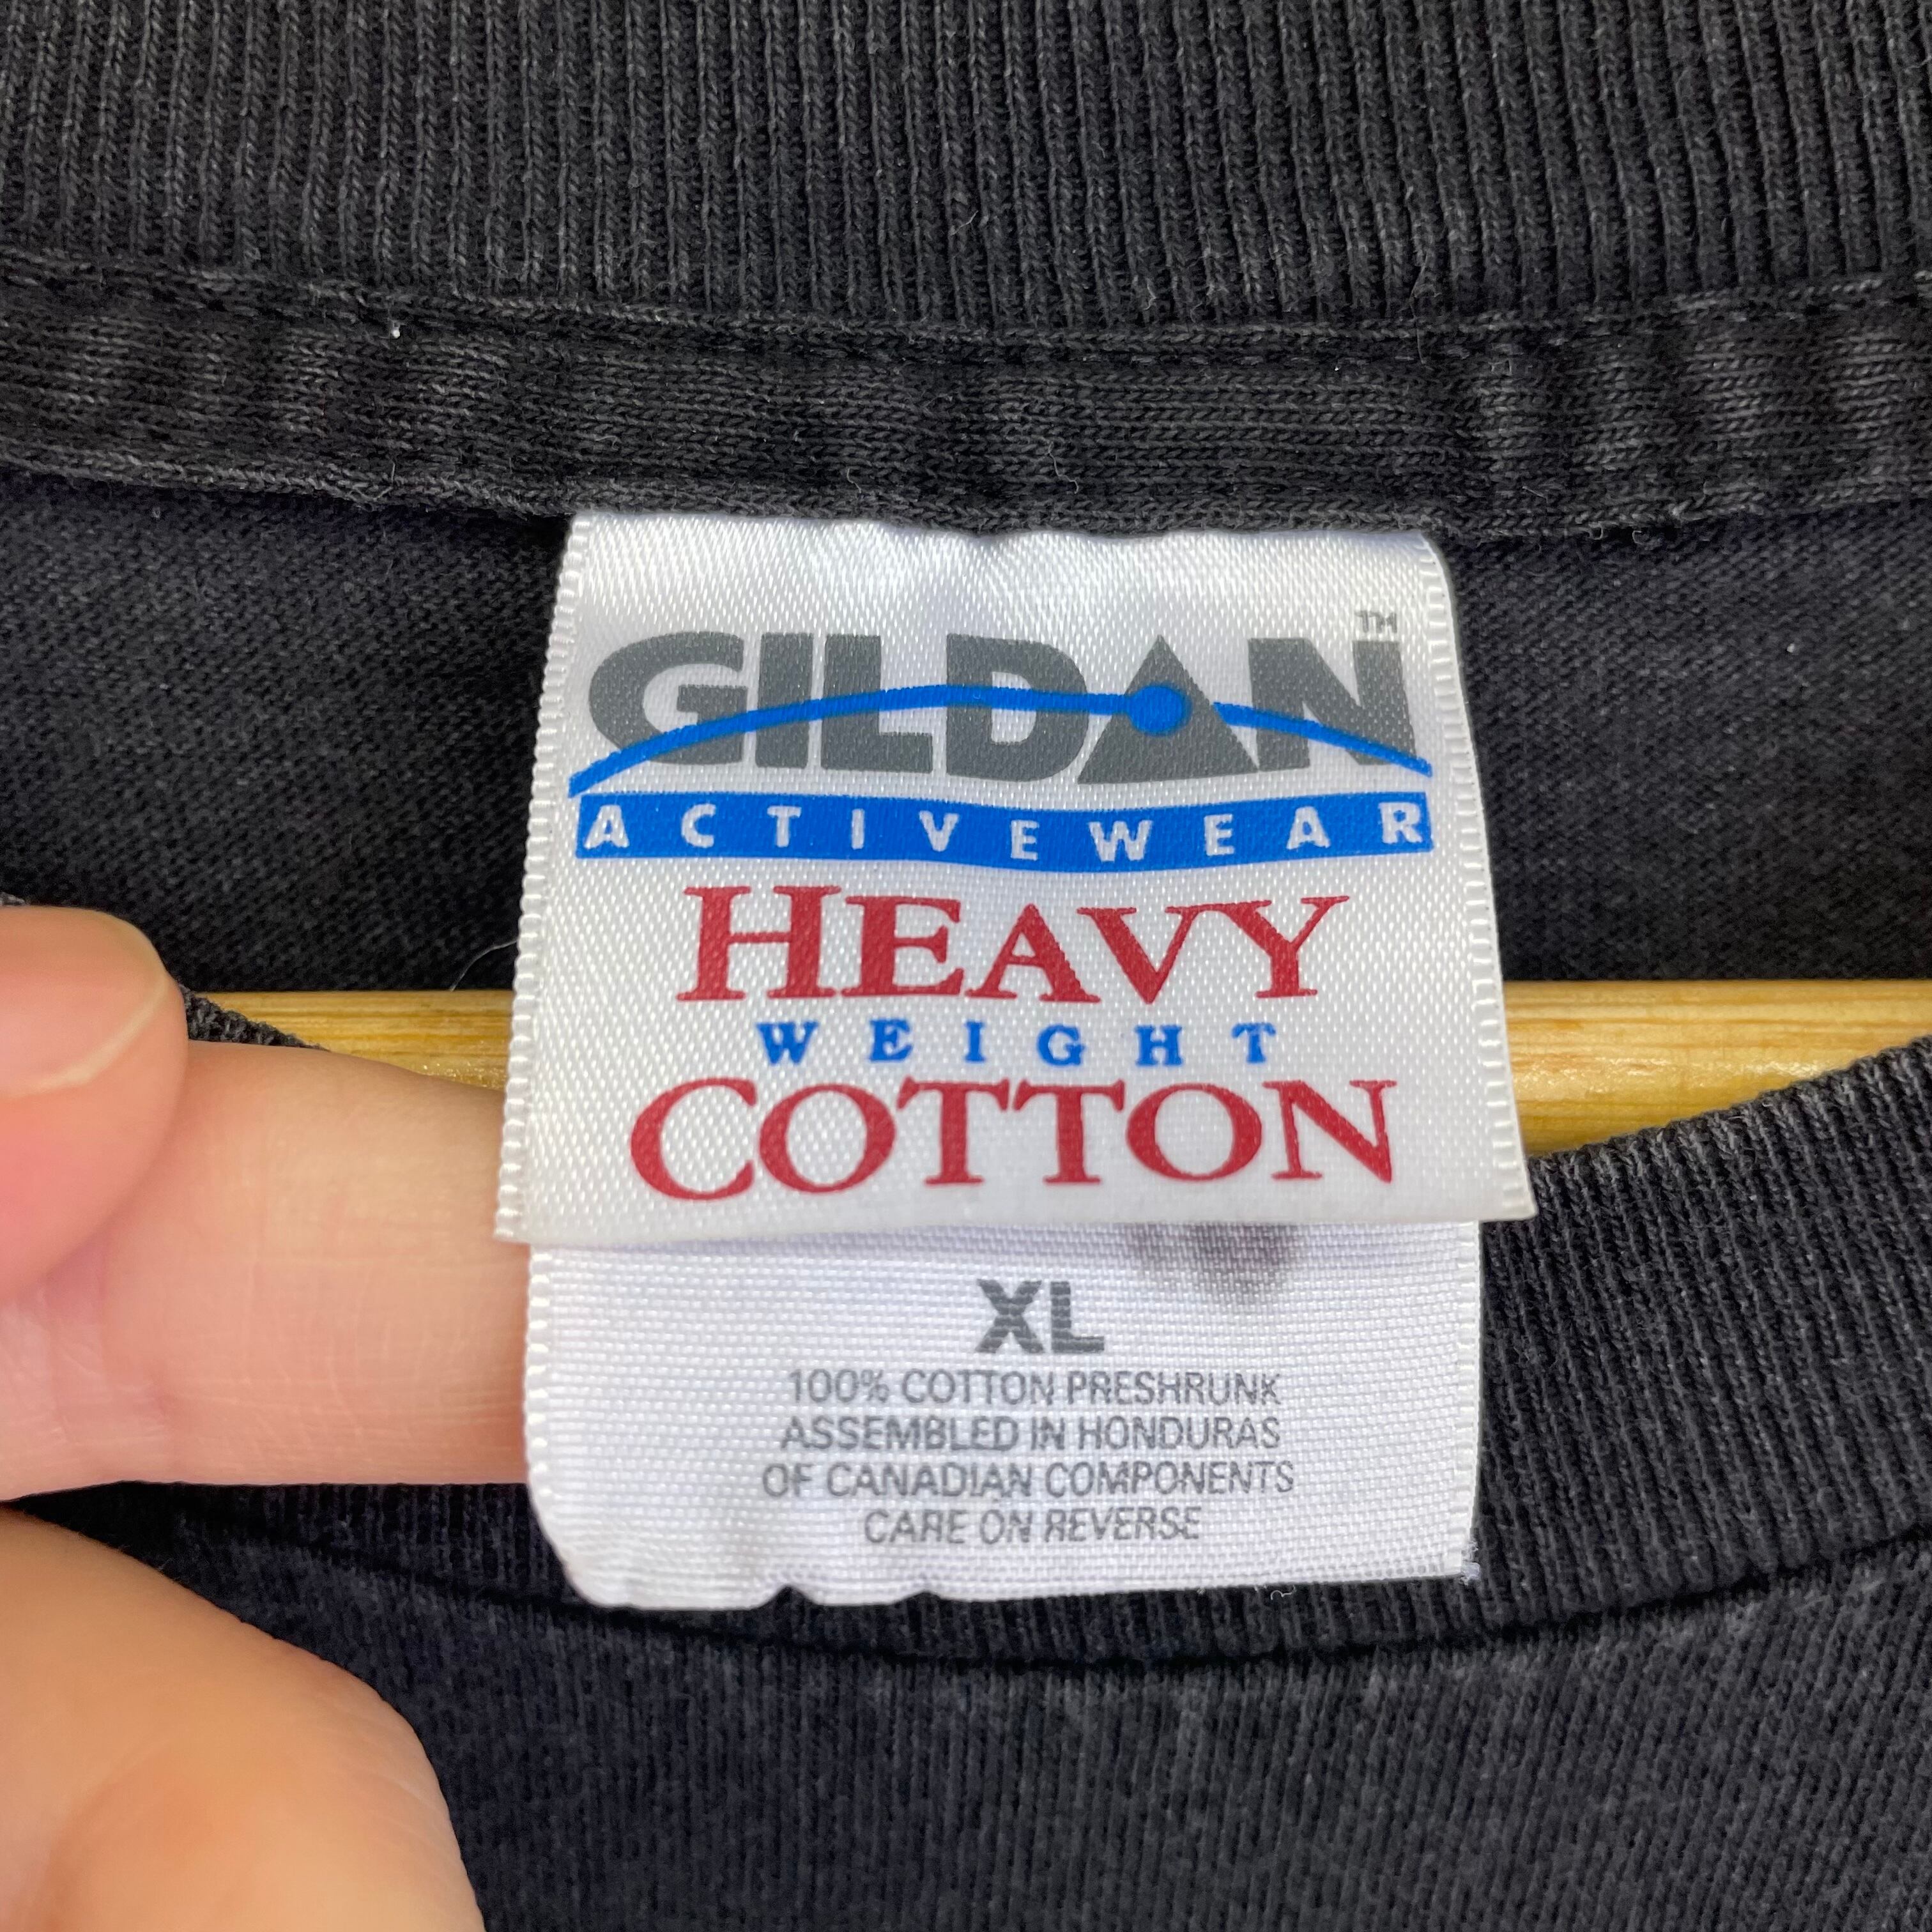 GILDAN™
ACTIVEWEAR
HEAVY
WEIGHT
COTTON
XL
100% COTTON PRESHRUNK
ASSEMBLED IN HONDURAS
OF CANADIAN COMPONENTS
CARE ON REVERSE